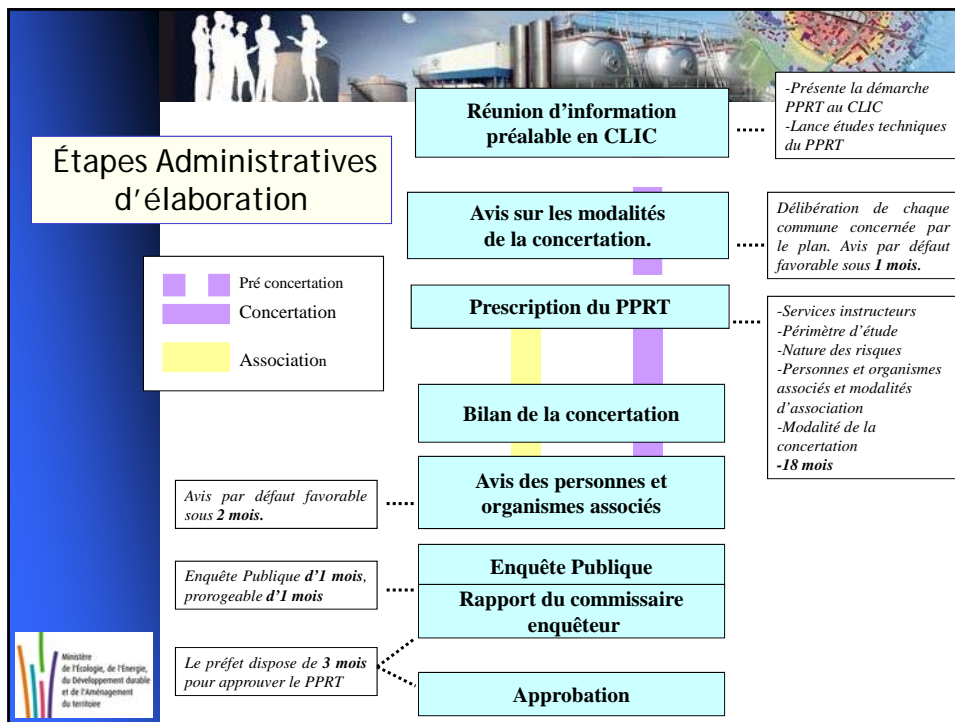 Étapes Administratives
d'élaboration
Pré concertation
Concertation
Association
Réunion d'information
préalable en CLIC
-Présente la démarche
PPRT au CLIC
-Lance études techniques
du PPRT
Avis sur les modalités
de la concertation.
Délibération de chaque
commune concernée par
le plan. Avis par défaut
favorable sous 1 mois.
Prescription du PPRT
-Services instructeurs
-Périmètre d'étude
-Nature des risques
-Personnes et organismes
associés et modalités
d'association
-Modalité de la
concertation
-18 mois
Bilan de la concertation
Avis des personnes et
organismes associés
Avis par défaut favorable
sous 2 mois.
Enquête Publique
Rapport du commissaire
enquêteur
Enquête Publique d'1 mois,
prorogeable d'1 mois
Le préfet dispose de 3 mois
pour approuver le PPRT
Approbation
Ministère
de l'Écologie, de l'Énergie,
du Développement durable
et de l'Aménagement
du territoire